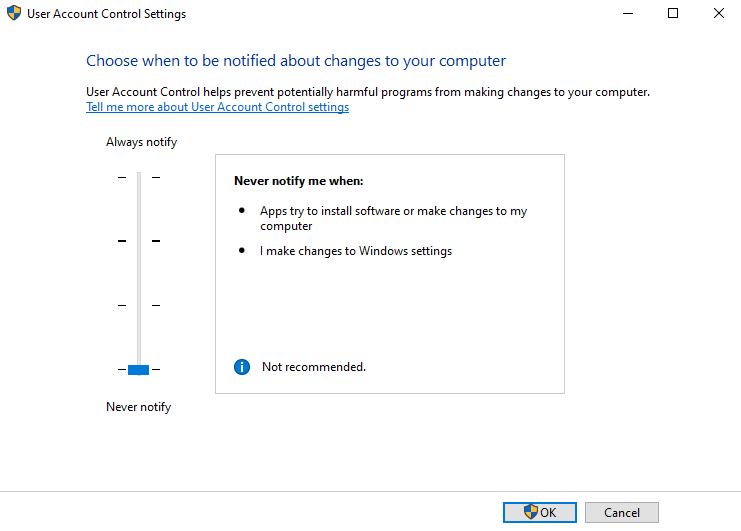 User Account Control Settings
Choose when to be notified about changes to your computer
User Account Control helps prevent potentially harmful programs from making changes to your computer.
Tell me more about User Account Control settings
Always notify
Never notify me when:
Apps try to install software or make changes to my
computer
I make changes to Windows settings
Not recommended.
Never notify
OK
Cancel